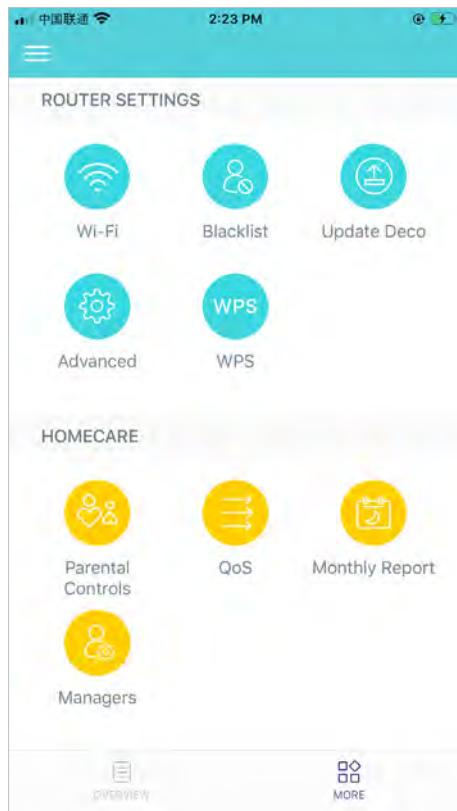 中国联通
2:23 PM
ROUTER SETTINGS
Wi-Fi
Blacklist
Update Deco
WPS
Advanced
WPS
HOMECARE
Parental
Controls
QoS
Monthly Report
Managers
OVERVIEW
MORE